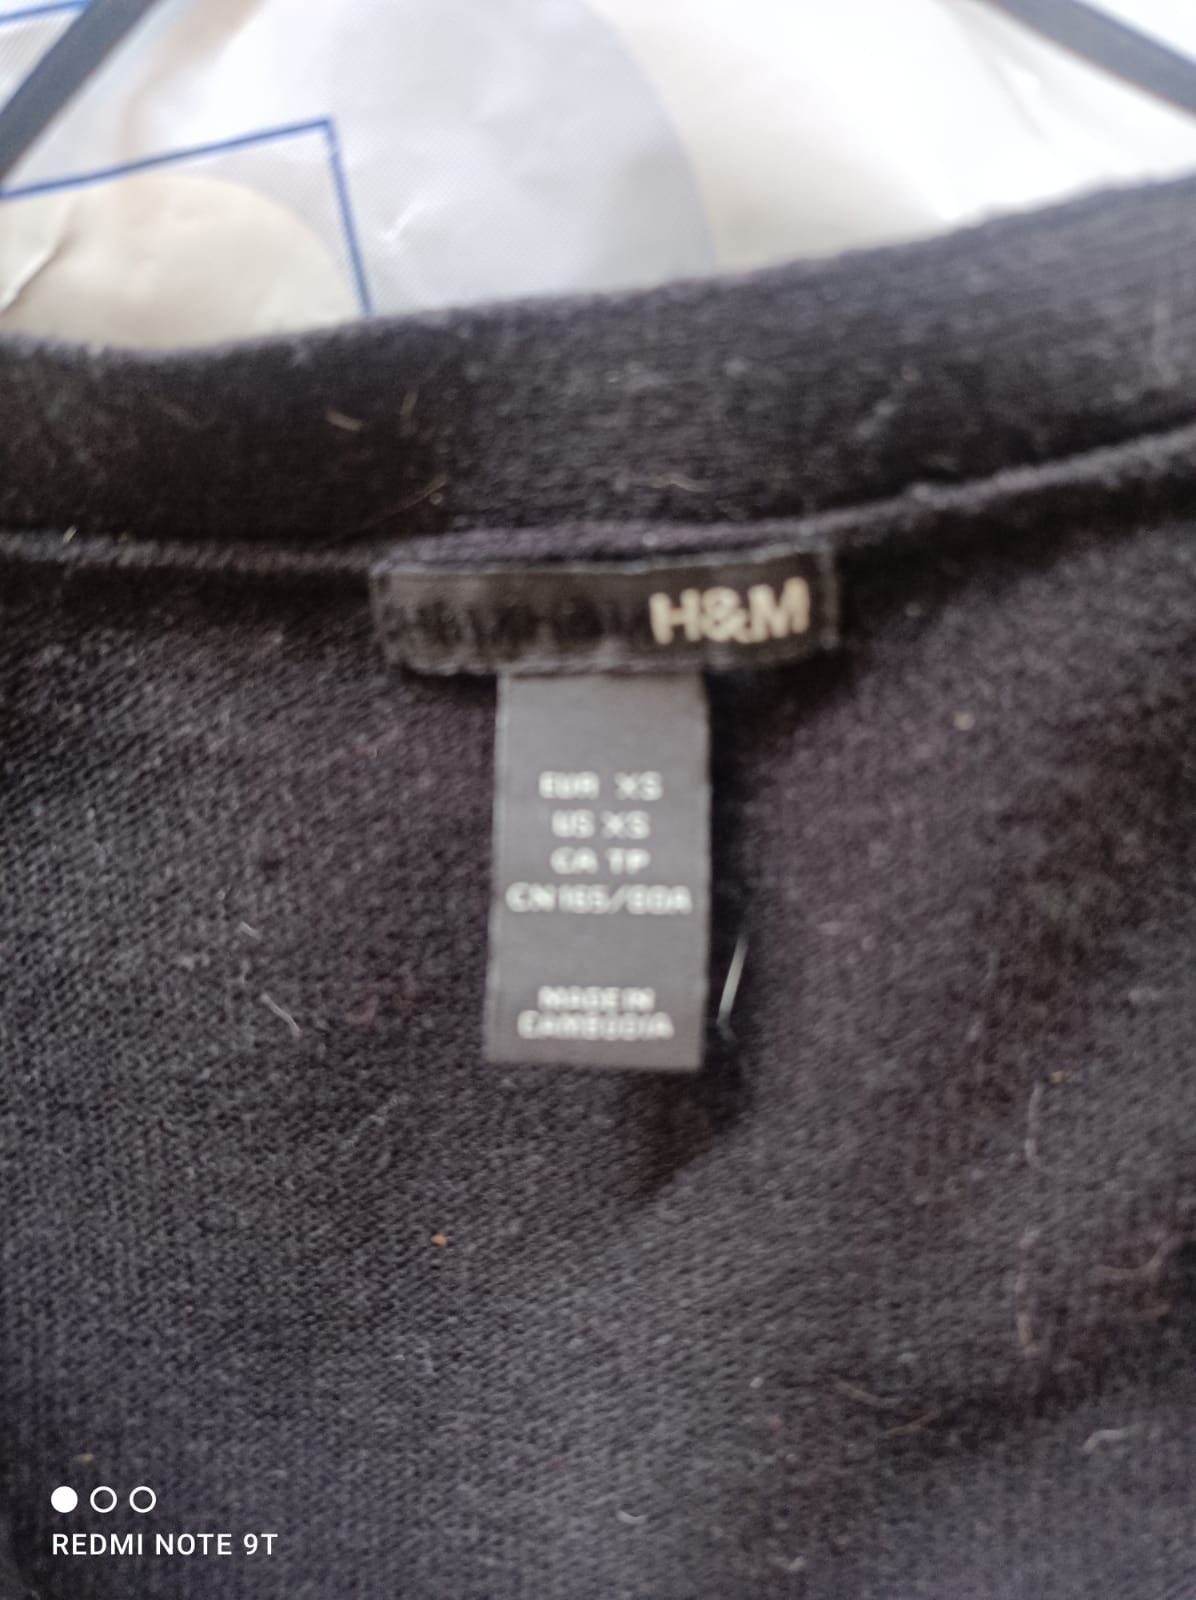 H&M
EUR XS
US XS
CA TP
CN 165/80A
MADE IN
CAMBODIA
REDMI NOTE 9T